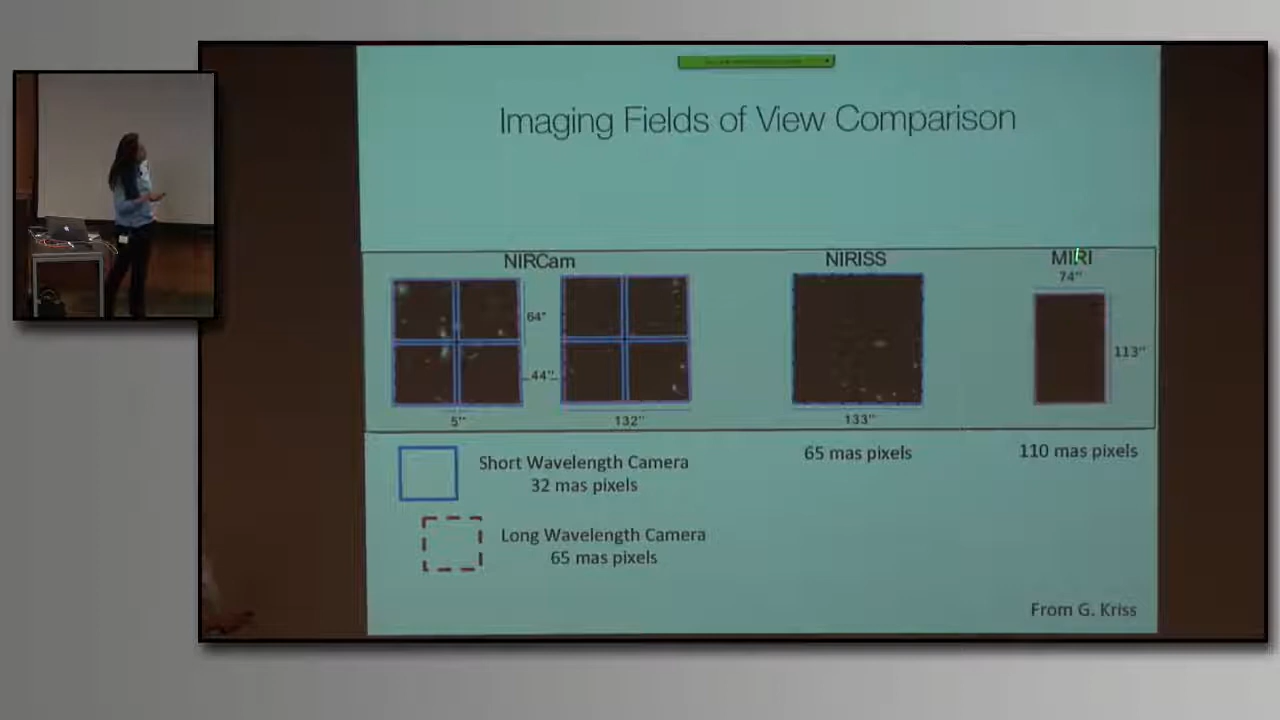 Imaging Fields of View Comparison
NIRCam
NIRISS
MIRI
74"
64"
44"
113"
5"
132"
133"
65 mas pixels
110 mas pixels
Short Wavelength Camera
32 mas pixels
Long Wavelength Camera
65 mas pixels
From G. Kriss